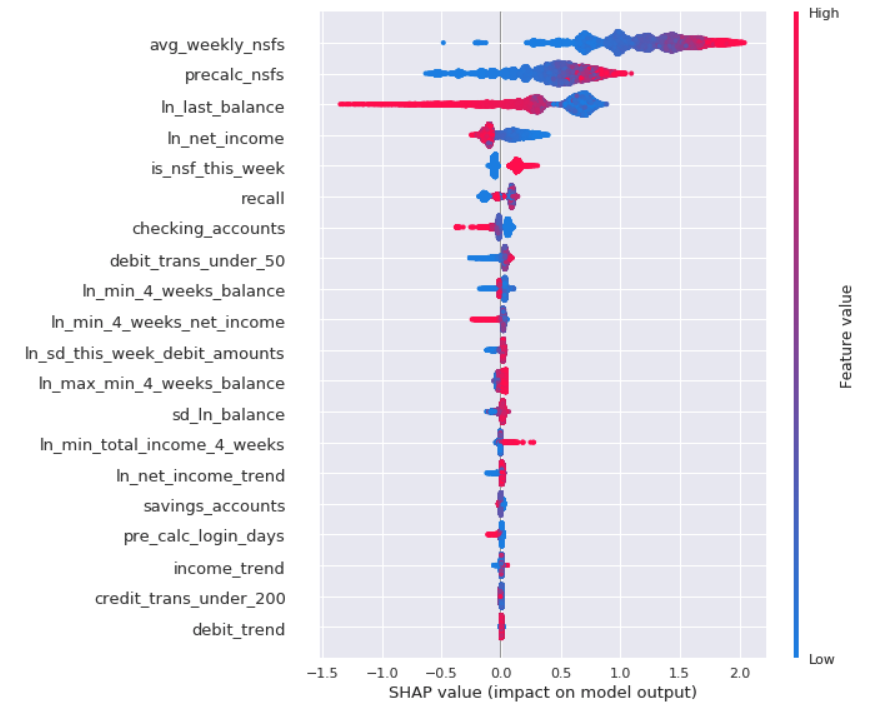 High
avg_weekly_nsfs
precalc_nsfs
ln_last_balance
ln_net_income
is_nsf_this_week
recall
checking_accounts
debit_trans_under_50
ln_min_4_weeks_balance
ln_min_4_weeks_net_income
ln_sd_this_week_debit_amounts
ln_max_min_4_weeks_balance
sd_ln_balance
ln_min_total_income_4_weeks
ln_net_income_trend
savings_accounts
pre_calc_login_days
income_trend
credit_trans_under_200
debit_trend
Feature value
Low
−1.5 −1.0 −0.5 0.0 0.5 1.0 1.5 2.0
SHAP value (impact on model output)